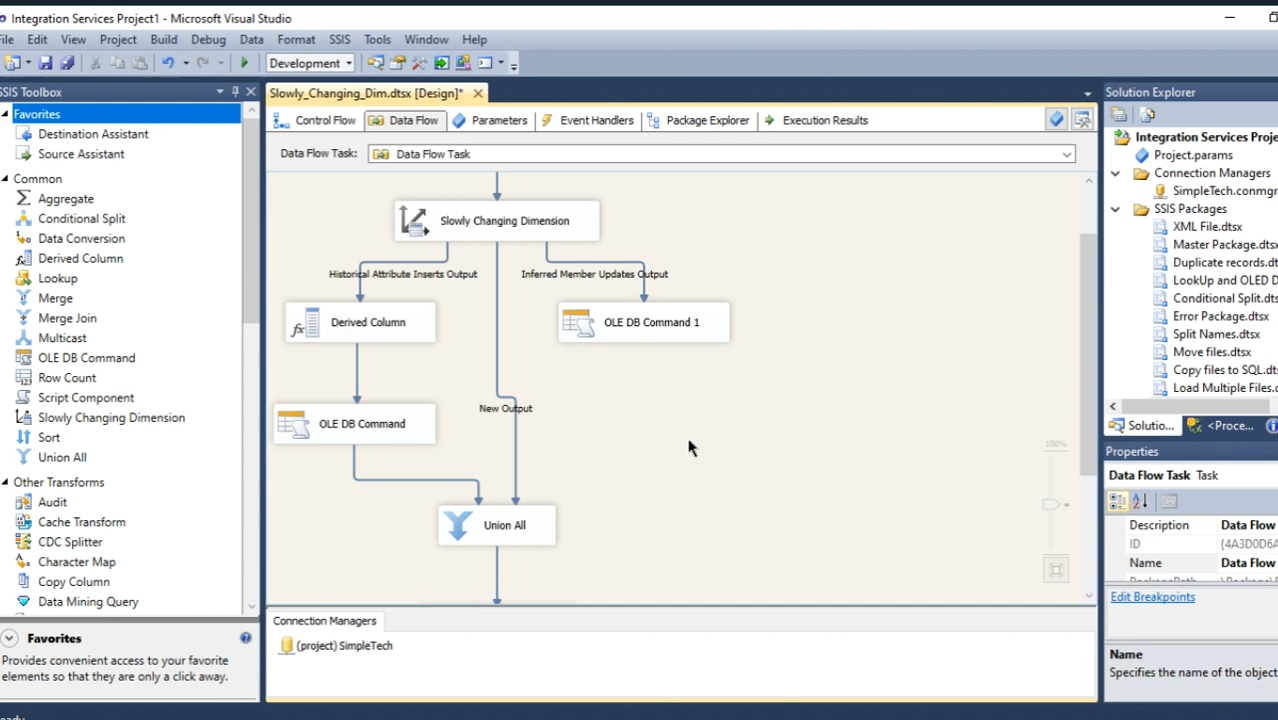 Integration Services Project1 - Microsoft Visual Studio
File Edit View Project Build Debug Data Format SSIS Tools Window Help
Development
SSIS Toolbox
Favorites
Destination Assistant
Source Assistant
Common
Aggregate
Conditional Split
Data Conversion
Derived Column
Lookup
Merge
Merge Join
Multicast
OLE DB Command
Row Count
Script Component
Slowly Changing Dimension
Sort
Union All
Other Transforms
Audit
Cache Transform
CDC Splitter
Character Map
Copy Column
Data Mining Query
Favorites
Provides convenient access to your favorite
elements so that they are only a click away.
Slowly_Changing_Dim.dtsx [Design]*
Control Flow Data Flow Parameters Event Handlers Package Explorer Execution Results
Data Flow Task: Data Flow Task
Slowly Changing Dimension
Historical Attribute Inserts Output Inferred Member Updates Output
Derived Column OLE DB Command 1
New Output
OLE DB Command
Union All
100%
Connection Managers
(project) SimpleTech
Solution Explorer
Integration Services Proje
Project.params
Connection Managers
SimpleTech.conmgr
SSIS Packages
XML File.dtsx
Master Package.dtsx
Duplicate records.dt
LookUp and OLED D
Conditional Split.dts
Error Package.dtsx
Split Names.dtsx
Move files.dtsx
Copy files to SQL.dt
Load Multiple Files.d
Solutio... <Proce...
Properties
Data Flow Task Task
Description Data Flow
ID {4A3D0D6A
Name Data Flow
Edit Breakpoints
Name
Specifies the name of the object